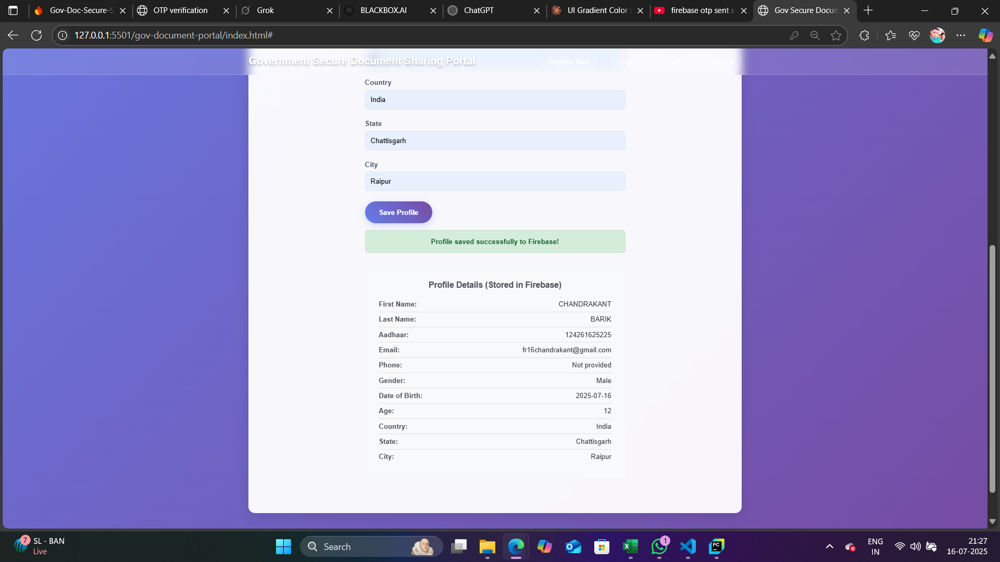 Gov-Doc-Secure-S
OTP verification
Grok
BLACKBOX.AI
ChatGPT
UI Gradient Color
firebase otp sent s
Gov Secure Docum
127.0.0.1:5501/gov-document-portal/index.html#
Government Secure Document Sharing Portal
Register Now
Login
Profile
Logout
Country
India
State
Chattisgarh
City
Raipur
Save Profile
Profile saved successfully to Firebase!
Profile Details (Stored in Firebase)
First Name: CHANDRAKANT
Last Name: BARIK
Aadhaar: 124261625225
Email: fr16chandrakant@gmail.com
Phone: Not provided
Gender: Male
Date of Birth: 2025-07-16
Age: 12
Country: India
State: Chattisgarh
City: Raipur
7
SL - BAN
Live
Search
1
PC
ENG
IN
21:27
16-07-2025